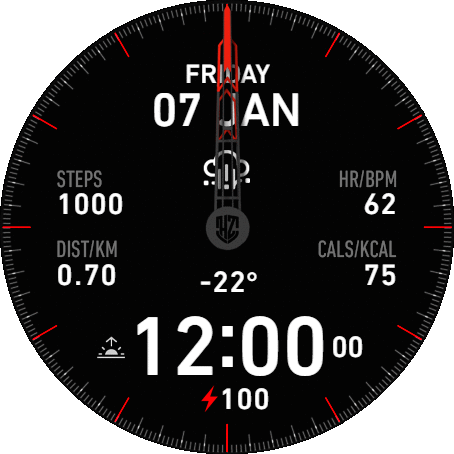 FRIDAY
07 JAN
STEPS
1000
HR/BPM
62
DIST/KM
0.70
CALS/KCAL
75
-22°
12:00 00
100